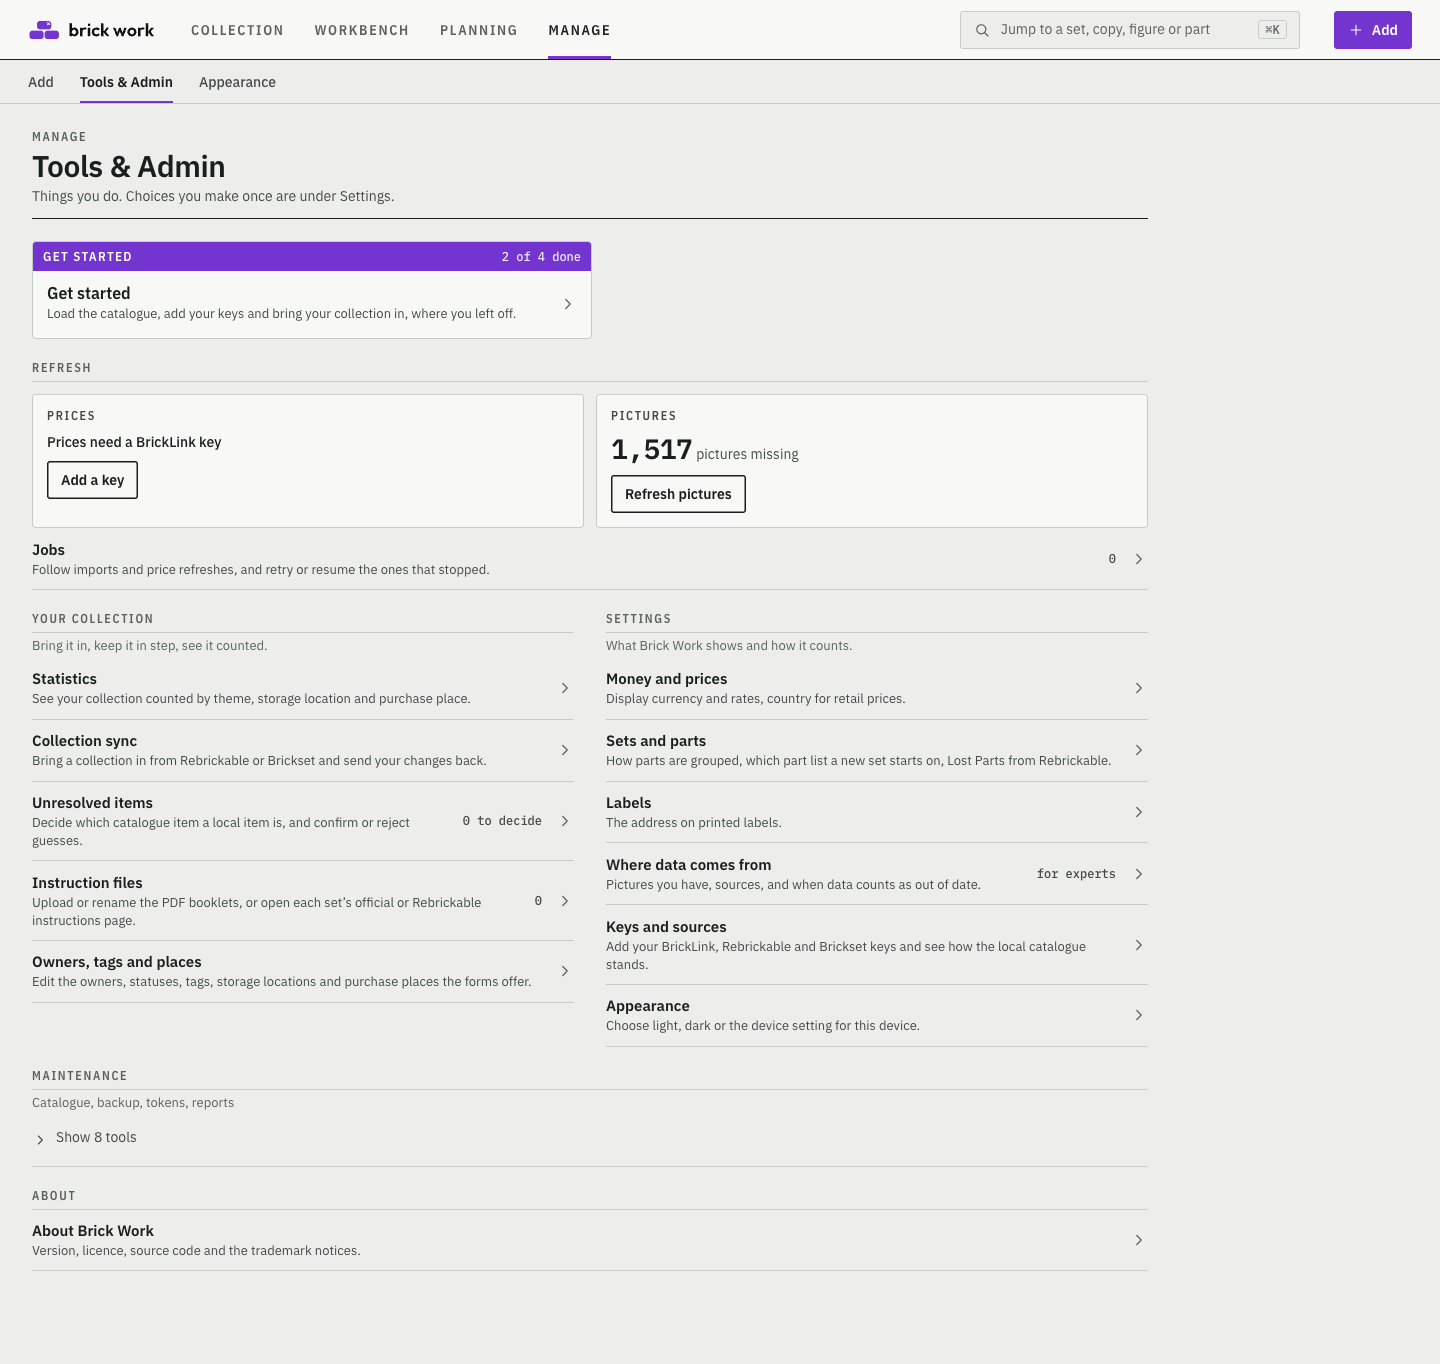 brick work
COLLECTION
WORKBENCH
PLANNING
MANAGE
Jump to a set, copy, figure or part
⌘K
+ Add
Add
Tools & Admin
Appearance
MANAGE
Tools & Admin
Things you do. Choices you make once are under Settings.
GET STARTED
2 of 4 done
Get started
Load the catalogue, add your keys and bring your collection in, where you left off.
REFRESH
PRICES
Prices need a BrickLink key
Add a key
PICTURES
1,517 pictures missing
Refresh pictures
Jobs
Follow imports and price refreshes, and retry or resume the ones that stopped.
0
YOUR COLLECTION
Bring it in, keep it in step, see it counted.
Statistics
See your collection counted by theme, storage location and purchase place.
Collection sync
Bring a collection in from Rebrickable or Brickset and send your changes back.
Unresolved items
Decide which catalogue item a local item is, and confirm or reject
guesses.
0 to decide
Instruction files
Upload or rename the PDF booklets, or open each set’s official or Rebrickable
instructions page.
0
Owners, tags and places
Edit the owners, statuses, tags, storage locations and purchase places the forms offer.
SETTINGS
What Brick Work shows and how it counts.
Money and prices
Display currency and rates, country for retail prices.
Sets and parts
How parts are grouped, which part list a new set starts on, Lost Parts from Rebrickable.
Labels
The address on printed labels.
Where data comes from
Pictures you have, sources, and when data counts as out of date.
for experts
Keys and sources
Add your BrickLink, Rebrickable and Brickset keys and see how the local catalogue
stands.
Appearance
Choose light, dark or the device setting for this device.
MAINTENANCE
Catalogue, backup, tokens, reports
Show 8 tools
ABOUT
About Brick Work
Version, licence, source code and the trademark notices.